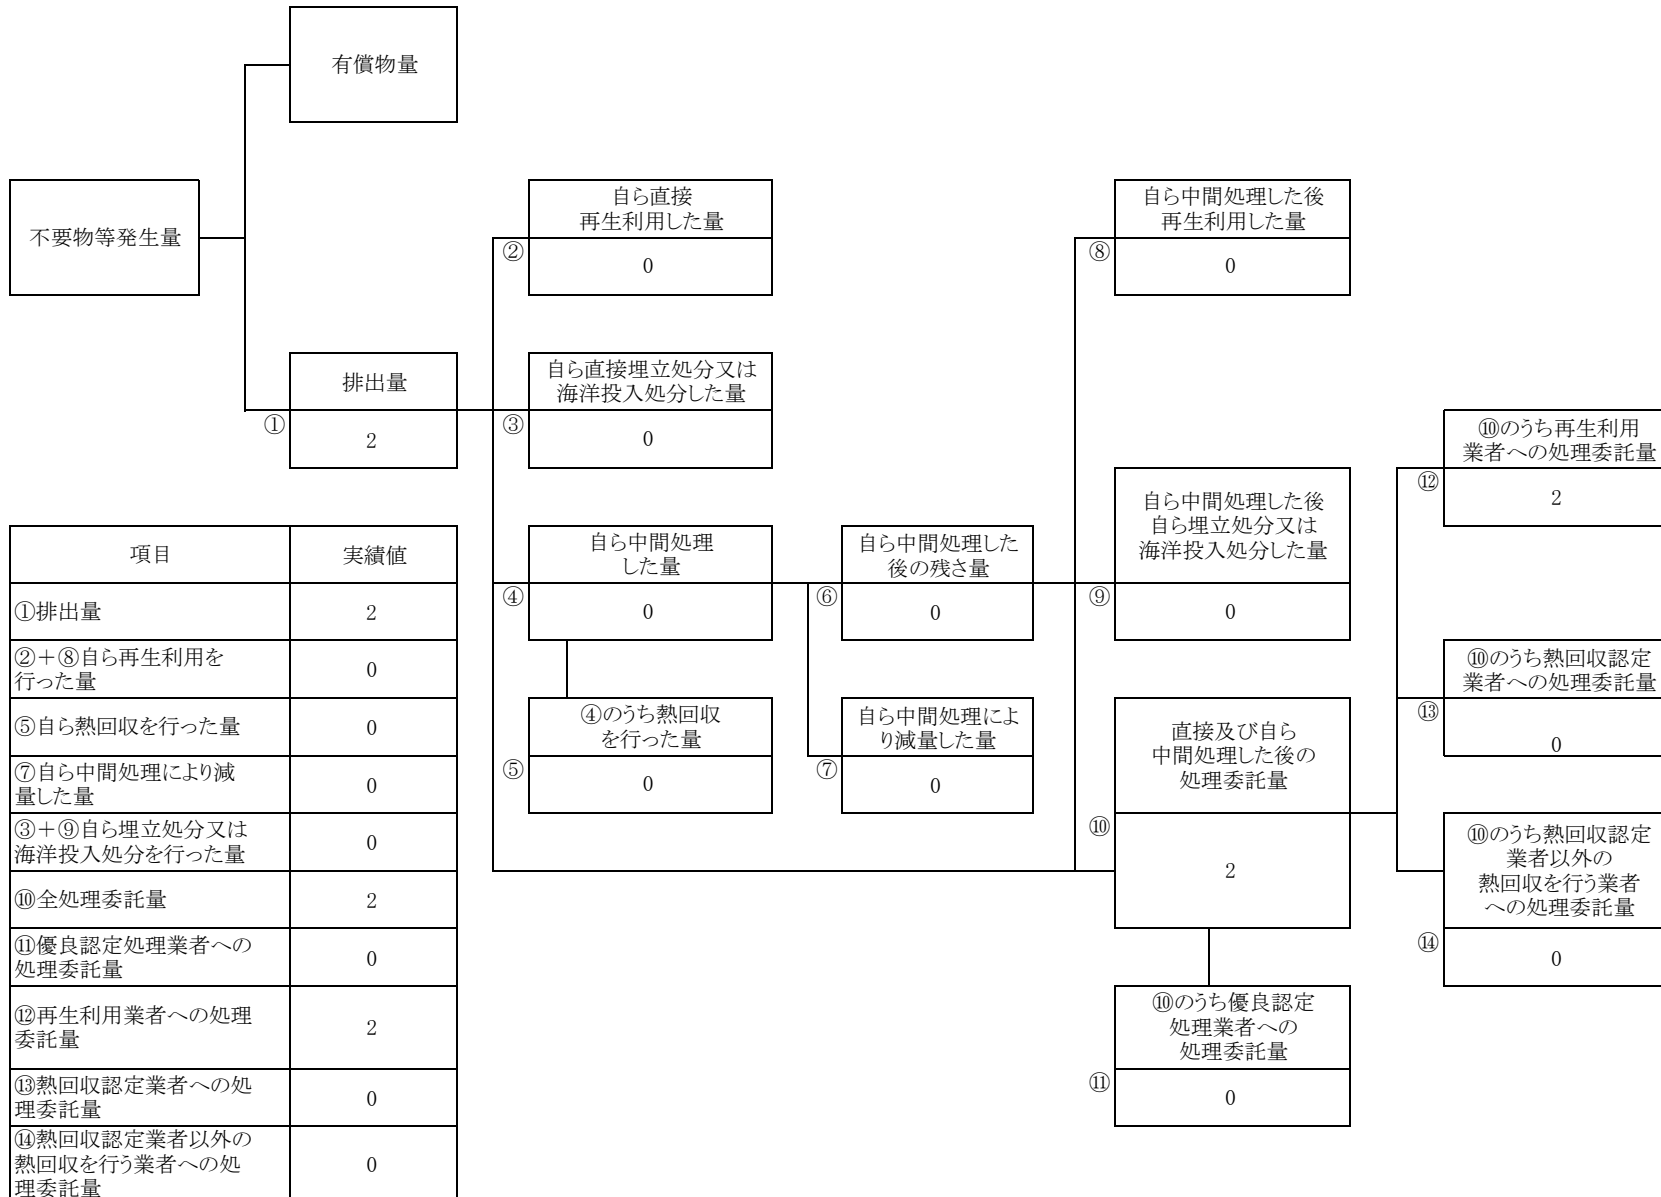 有償物量
不要物等発生量
自ら直接
再生利用した量
②
0
自ら中間処理した後
再生利用した量
⑧
0
排出量
①
2
自ら直接埋立処分又は
海洋投入処分した量
③
0
⑩のうち再生利用
業者への処理委託量
⑫
2
自ら中間処理
した量
④
0
自ら中間処理した
後の残さ量
⑥
0
自ら中間処理した後
自ら埋立処分又は
海洋投入処分した量
⑨
0
⑩のうち熱回収認定
業者への処理委託量
⑬
0
④のうち熱回収
を行った量
⑤
0
自ら中間処理によ
り減量した量
⑦
0
直接及び自ら
中間処理した後の
処理委託量
⑩
2
⑩のうち熱回収認定
業者以外の
熱回収を行う業者
への処理委託量
⑭
0
⑩のうち優良認定
処理業者への
処理委託量
⑪
0
項目 実績値
①排出量 2
②＋⑧自ら再生利用を
行った量 0
⑤自ら熱回収を行った量 0
⑦自ら中間処理により減
量した量 0
③＋⑨自ら埋立処分又は
海洋投入処分を行った量 0
⑩全処理委託量 2
⑪優良認定処理業者への
処理委託量 0
⑫再生利用業者への処理
委託量 2
⑬熱回収認定業者への処
理委託量 0
⑭熱回収認定業者以外の
熱回収を行う業者への処
理委託量 0